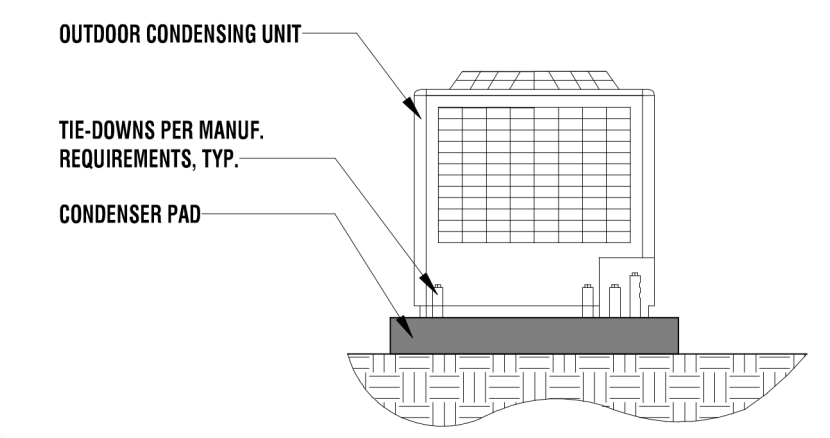 OUTDOOR CONDENSING UNIT
TIE-DOWNS PER MANUF.
REQUIREMENTS, TYP.
CONDENSER PAD